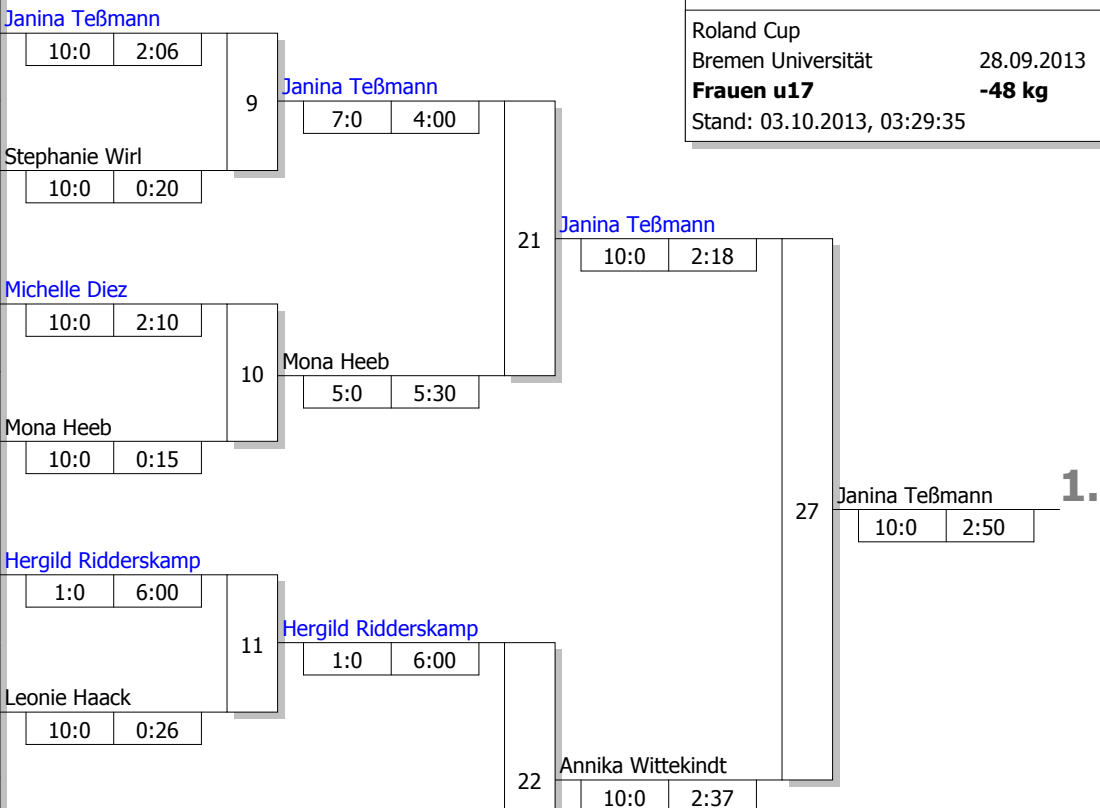 Janina Teßmann
10:0 2:06
Roland Cup
Bremen Universität 28.09.2013
Frauen u17 -48 kg
Stand: 03.10.2013, 03:29:35
9
Janina Teßmann
7:0 4:00
Stephanie Wirl
10:0 0:20
21
Janina Teßmann
10:0 2:18
Michelle Diez
10:0 2:10
10
Mona Heeb
5:0 5:30
Mona Heeb
10:0 0:15
27
Janina Teßmann
1.
10:0 2:50
Hergild Ridderskamp
1:0 6:00
11
Hergild Ridderskamp
1:0 6:00
Leonie Haack
10:0 0:26
22
Annika Wittekindt
10:0 2:37